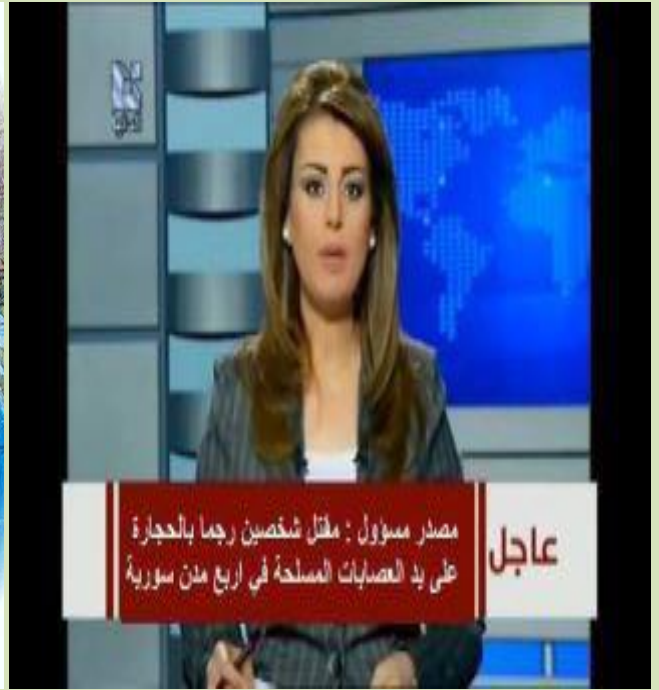 عاجل
مصدر مسؤول : مقتل شخصين رجما بالحجارة
على يد العصابات المسلحة في اربع مدن سورية